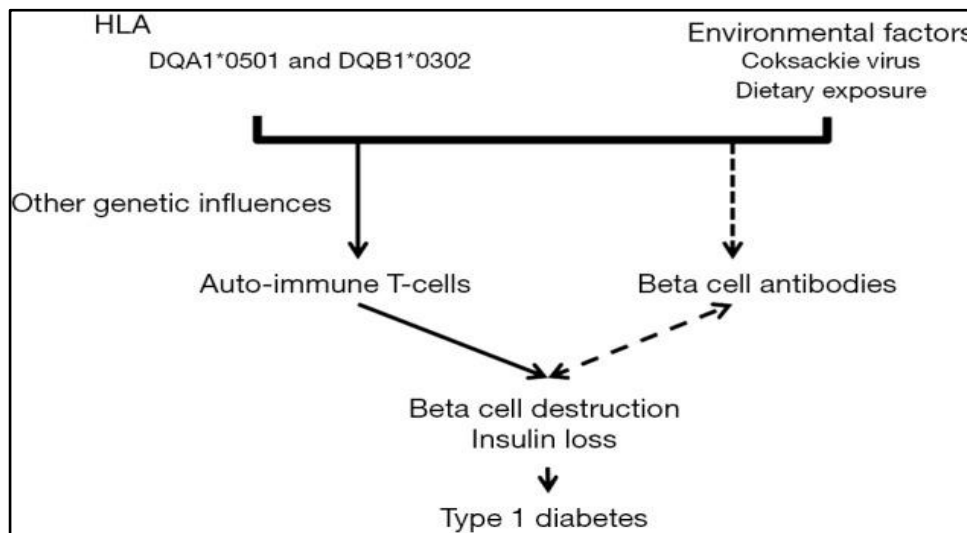 HLA
DQA1*0501 and DQB1*0302
Environmental factors
Coksackie virus
Dietary exposure
Other genetic influences
Auto-immune T-cells
Beta cell antibodies
Beta cell destruction
Insulin loss
Type 1 diabetes